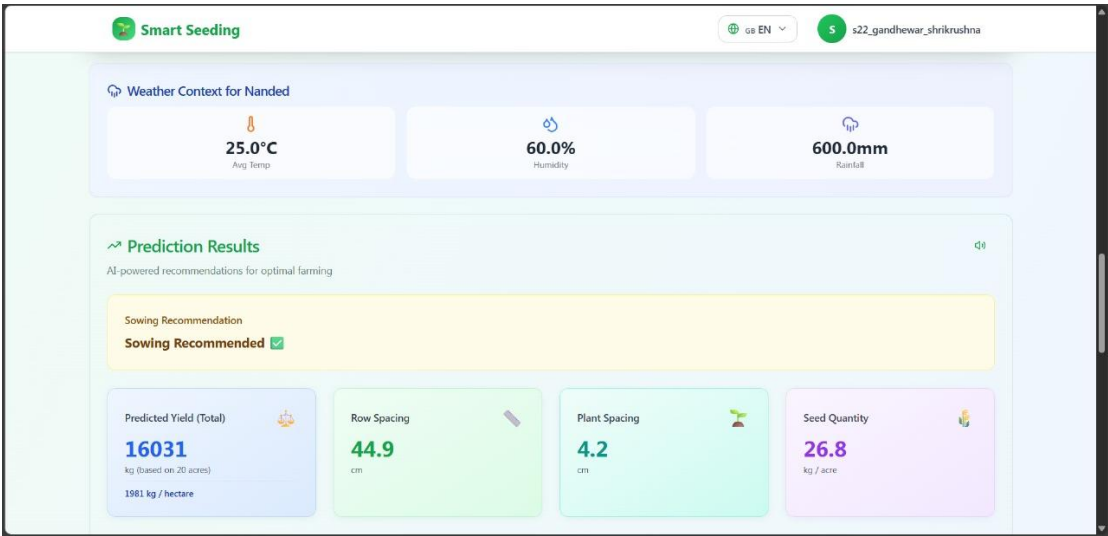 Smart Seeding
GB EN
S
s22_gandhewar_shrikrushna
Weather Context for Nanded
25.0°C
Avg Temp
60.0%
Humidity
600.0mm
Rainfall
Prediction Results
AI-powered recommendations for optimal farming
Sowing Recommendation
Sowing Recommended ✅
Predicted Yield (Total)
16031
kg (based on 20 acres)
1981 kg / hectare
Row Spacing
44.9
cm
Plant Spacing
4.2
cm
Seed Quantity
26.8
kg / acre